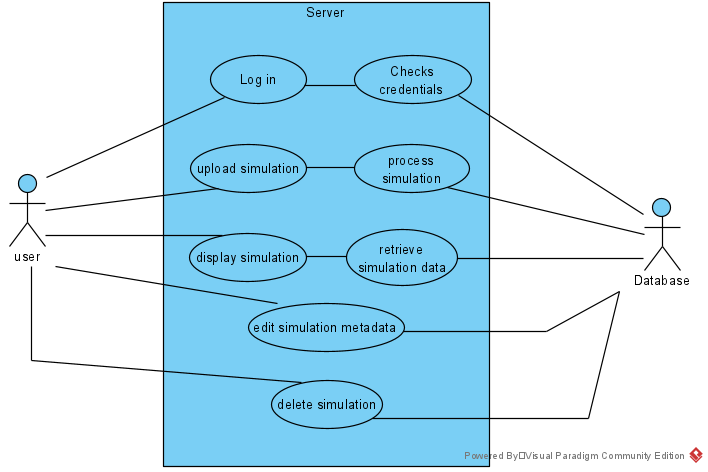 Server
Log in
Checks
credentials
upload simulation
process
simulation
user
display simulation
retrieve
simulation data
Database
edit simulation metadata
delete simulation
Powered By□Visual Paradigm Community Edition